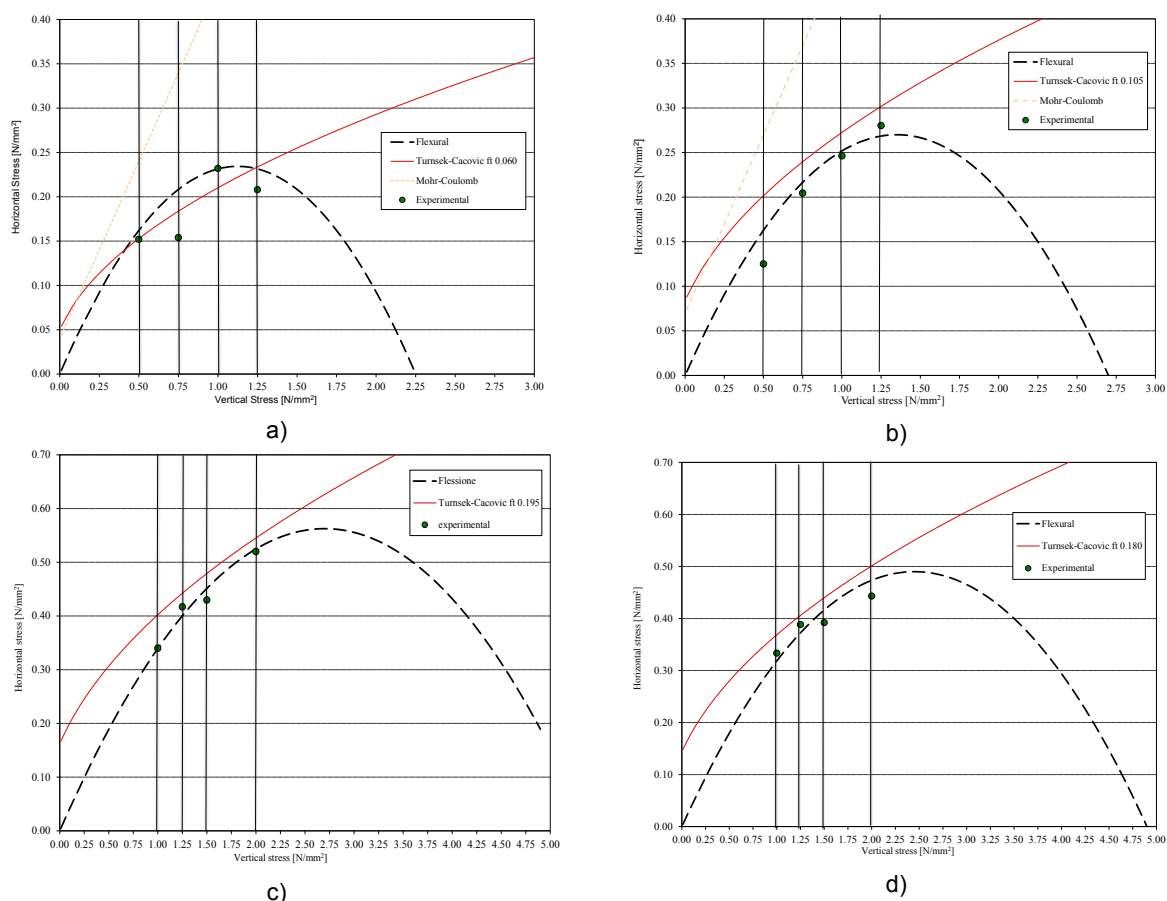 0.40
0.35
0.30
0.25
0.20
0.15
0.10
0.05
0.00
Horizontal Stress [N/mm²]
0.00 0.25 0.50 0.75 1.00 1.25 1.50 1.75 2.00 2.25 2.50 2.75 3.00
Vertical Stress [N/mm²]
Flexural
Turnsek-Cacovic ft 0.060
Mohr-Coulomb
Experimental
a)
0.40
0.35
0.30
0.25
0.20
0.15
0.10
0.05
0.00
Horizontal stress [N/mm²]
0.00 0.25 0.50 0.75 1.00 1.25 1.50 1.75 2.00 2.25 2.50 2.75 3.00
Vertical stress [N/mm²]
Flexural
Turnsek-Cacovic ft 0.105
Mohr-Coulomb
Experimental
b)
0.70
0.60
0.50
0.40
0.30
0.20
0.10
0.00
Horizontal stress [N/mm²]
0.00 0.25 0.50 0.75 1.00 1.25 1.50 1.75 2.00 2.25 2.50 2.75 3.00 3.25 3.50 3.75 4.00 4.25 4.50 4.75 5.00
Vertical stress [N/mm²]
Flessione
Turnsek-Cacovic ft 0.195
experimental
c)
0.70
0.60
0.50
0.40
0.30
0.20
0.10
0.00
Horizontal stress [N/mm²]
0.00 0.25 0.50 0.75 1.00 1.25 1.50 1.75 2.00 2.25 2.50 2.75 3.00 3.25 3.50 3.75 4.00 4.25 4.50 4.75 5.00
Vertical stress [N/mm²]
Flexural
Turnsek-Cacovic ft 0.180
Experimental
d)